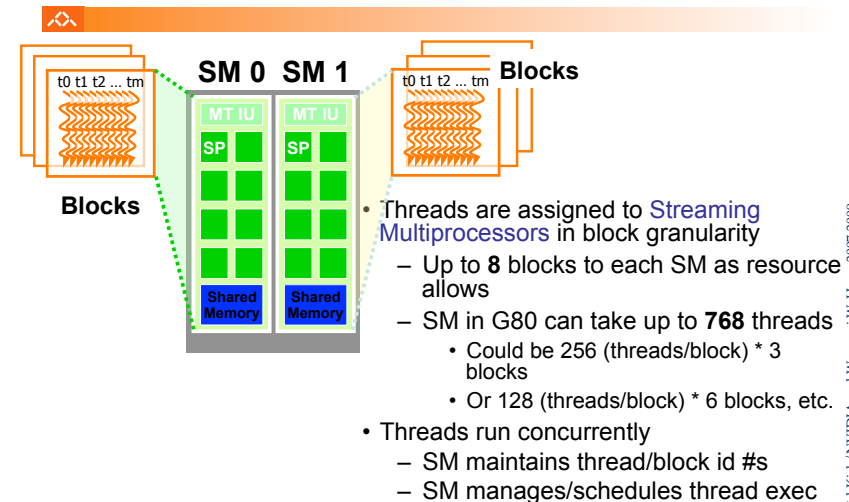 SM 0 SM 1
Blocks
t0 t1 t2 ... tm
t0 t1 t2 ... tm
MT IU
MT IU
SP
SP
Blocks
Shared
Memory
Shared
Memory
• Threads are assigned to Streaming
Multiprocessors in block granularity
– Up to 8 blocks to each SM as resource
allows
– SM in G80 can take up to 768 threads
• Could be 256 (threads/block) * 3
blocks
• Or 128 (threads/block) * 6 blocks, etc.
• Threads run concurrently
– SM maintains thread/block id #s
– SM manages/schedules thread exec